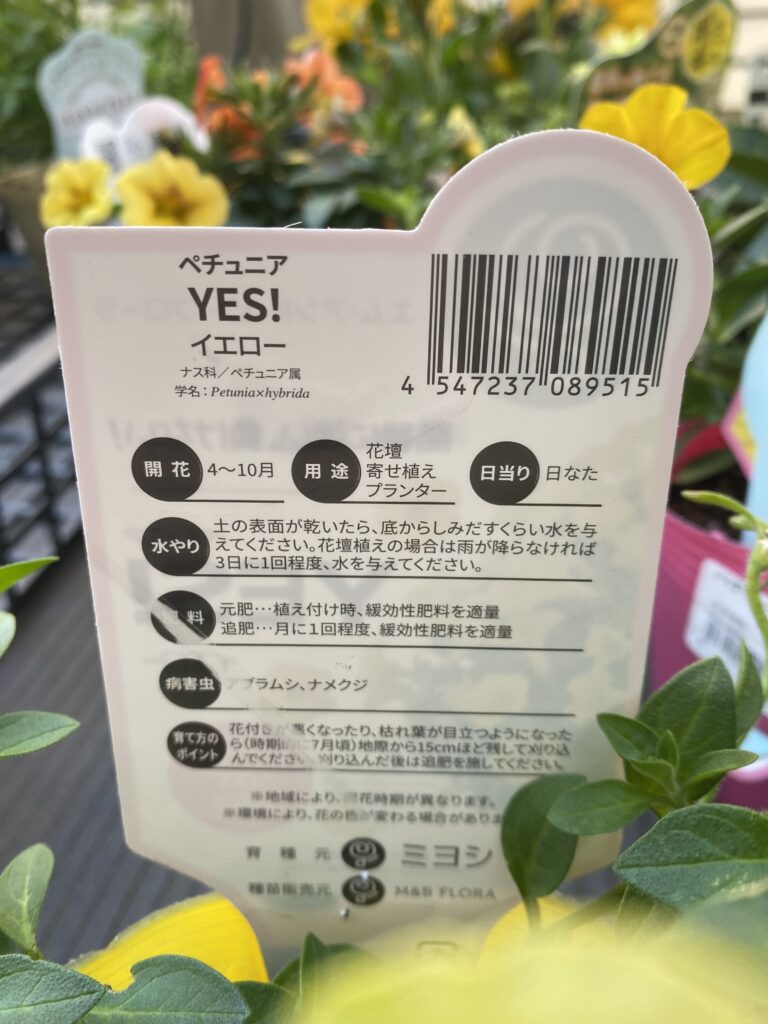 ペチュニア
YES!
イエロー
ナス科／ペチュニア属
学名：Petunia×hybrida
4 547237 089515
開花 4～10月
用途 花壇
寄せ植え
プランター
日当り 日なた
水やり 土の表面が乾いたら、底からしみだすくらい水を与
えてください。花壇植えの場合は雨が降らなければ
3日に1回程度、水を与えてください。
料 元肥…植え付け時、緩効性肥料を適量
追肥…月に１回程度、緩効性肥料を適量
病害虫 アブラムシ、ナメクジ
育て方の
ポイント
花付きが悪くなったり、枯れ葉が目立つようになった
ら（時期的に7月頃）地際から15cmほど残して刈り込
んでください。刈り込んだ後は追肥を施してください。
※地域により、開花時期が異なります。
※環境により、花の色が変わる場合がありま
育種元 ミヨシ
種苗販売元 M&B FLORA